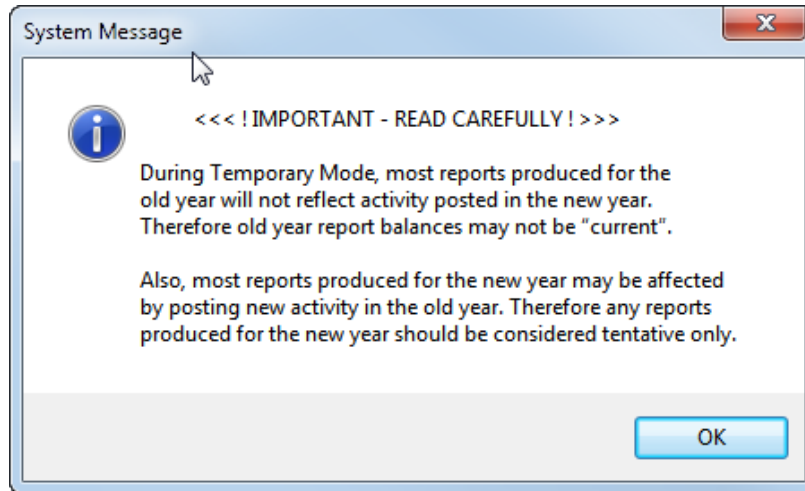 System Message
<<< ! IMPORTANT - READ CAREFULLY ! >>>
During Temporary Mode, most reports produced for the
old year will not reflect activity posted in the new year.
Therefore old year report balances may not be “current”.
Also, most reports produced for the new year may be affected
by posting new activity in the old year. Therefore any reports
produced for the new year should be considered tentative only.
OK